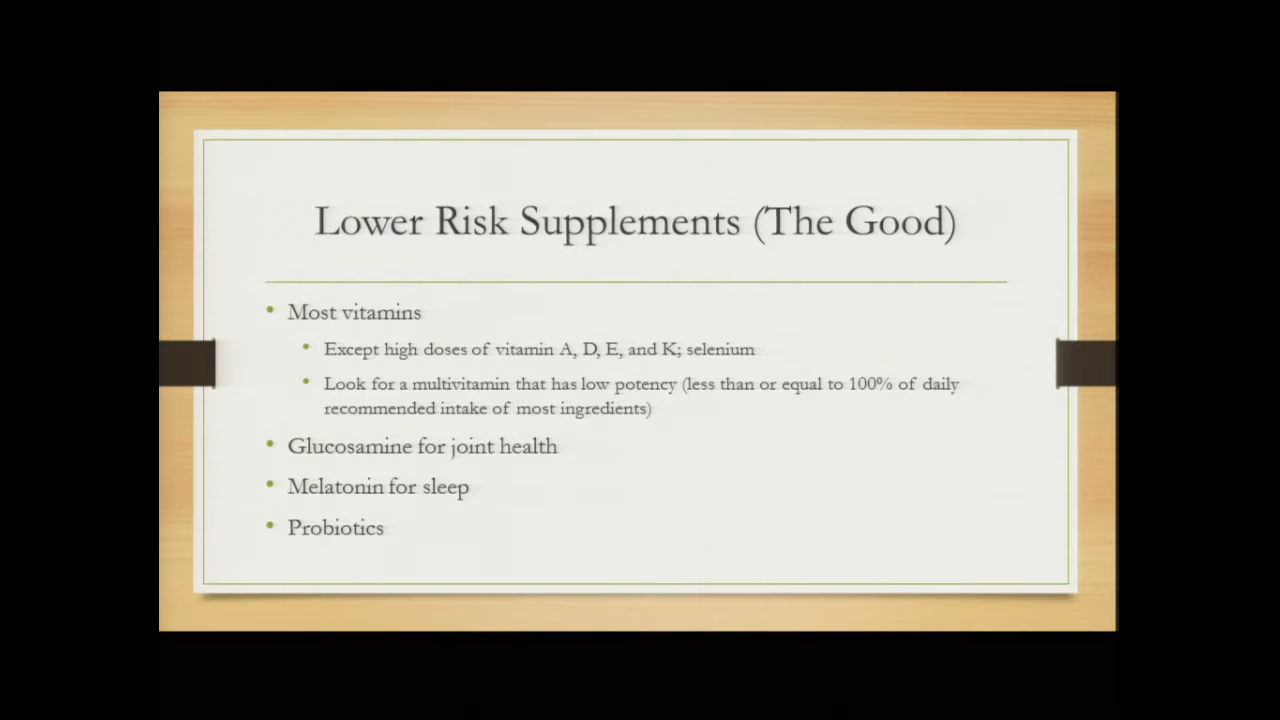 Lower Risk Supplements (The Good)
• Most vitamins
• Except high doses of vitamin A, D, E, and K; selenium
• Look for a multivitamin that has low potency (less than or equal to 100% of daily
recommended intake of most ingredients)
• Glucosamine for joint health
• Melatonin for sleep
• Probiotics